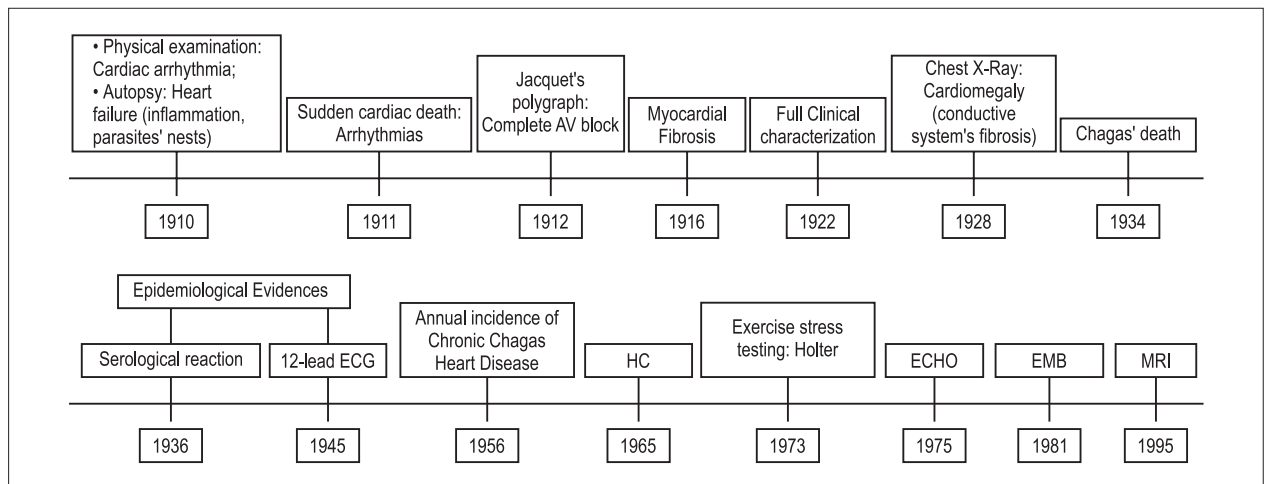 • Physical examination:
Cardiac arrhythmia;
• Autopsy: Heart
failure (inflammation,
parasites' nests)
Sudden cardiac death:
Arrhythmias
Jacquet's
polygraph:
Complete AV block
Myocardial
Fibrosis
Full Clinical
characterization
Chest X-Ray:
Cardiomegaly
(conductive
system's fibrosis)
Chagas' death
1910
1911
1912
1916
1922
1928
1934
Epidemiological Evidences
Serological reaction
12-lead ECG
Annual incidence of
Chronic Chagas
Heart Disease
HC
Exercise stress
testing: Holter
ECHO
EMB
MRI
1936
1945
1956
1965
1973
1975
1981
1995